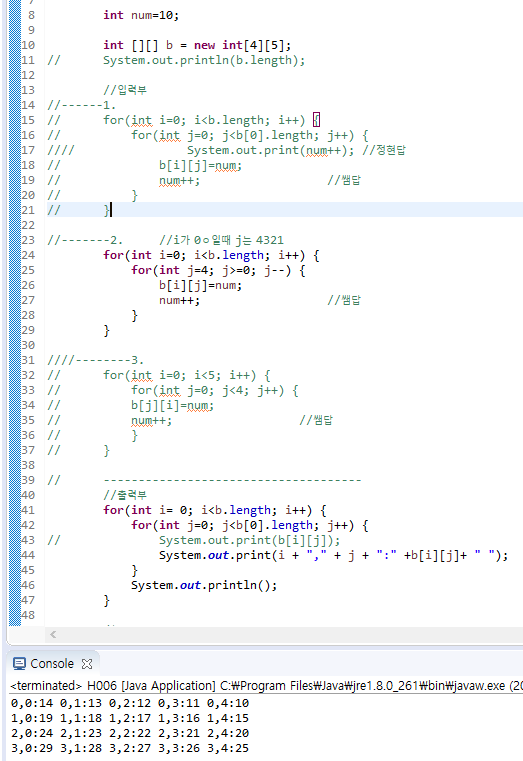 7
8 int num=10;
9
10 int [][] b = new int[4][5];
11 // System.out.println(b.length);
12
13 //입력부
14 //------1.
15 // for(int i=0; i<b.length; i++) {
16 // for(int j=0; j<b[0].length; j++) {
17 //// System.out.print(num++); //정현답
18 // b[i][j]=num;
19 // num++; //쌤답
20 // }
21 // }
22
23 //-------2. //i가 0ㅇ일때 j는 4321
24 for(int i=0; i<b.length; i++) {
25 for(int j=4; j>=0; j--) {
26 b[i][j]=num;
27 num++; //쌤답
28 }
29 }
30
31 ////--------3.
32 // for(int i=0; i<5; i++) {
33 // for(int j=0; j<4; j++) {
34 // b[j][i]=num;
35 // num++; //쌤답
36 // }
37 // }
38
39 // -------------------------------------
40 //출력부
41 for(int i= 0; i<b.length; i++) {
42 for(int j=0; j<b[0].length; j++) {
43 // System.out.print(b[i][j]);
44 System.out.print(i + "," + j + ":" +b[i][j]+ " ");
45 }
46 System.out.println();
47 }
48
Console
<terminated> H006 [Java Application] C:₩Program Files₩Java₩jre1.8.0_261₩bin₩javaw.exe (20
0,0:14 0,1:13 0,2:12 0,3:11 0,4:10
1,0:19 1,1:18 1,2:17 1,3:16 1,4:15
2,0:24 2,1:23 2,2:22 2,3:21 2,4:20
3,0:29 3,1:28 3,2:27 3,3:26 3,4:25